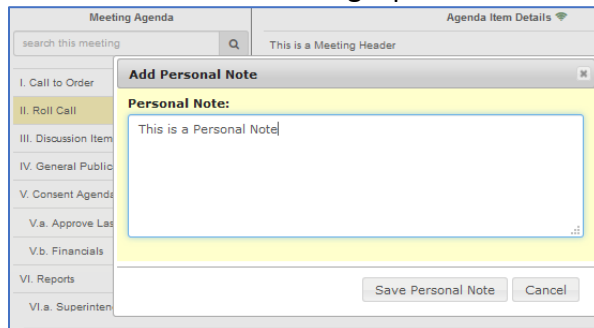 Meeting Agenda
Agenda Item Details
search this meeting
This is a Meeting Header
I. Call to Order
II. Roll Call
III. Discussion Item
IV. General Public
V. Consent Agenda
V.a. Approve Las
V.b. Financials
VI. Reports
VI.a. Superinten
Add Personal Note
Personal Note:
This is a Personal Note
Save Personal Note
Cancel